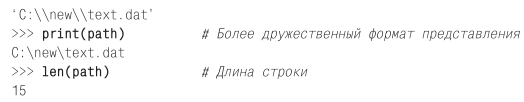 ‘C:\\new\\text.dat’
>>> print(path) # Более дружественный формат представления
C:\new\text.dat
>>> len(path) # Длина строки
15